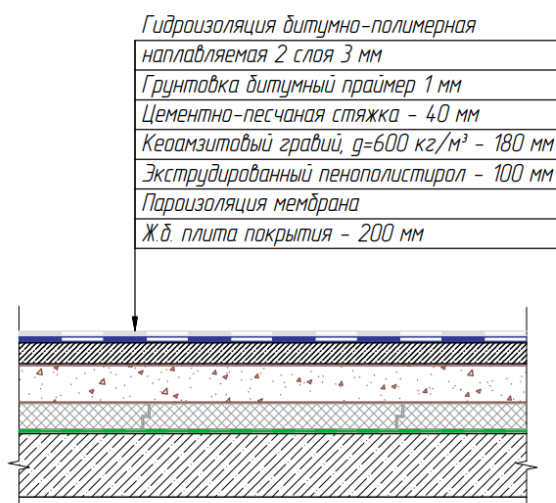 Гидроизоляция битумно-полимерная
наплавляемая 2 слоя 3 мм
Грунтовка битумный праймер 1 мм
Цементно-песчаная стяжка - 40 мм
Кеоамзитовый гравий, g=600 кг/м³ - 180 мм
Экструдированный пенополистирол - 100 мм
Пароизоляция мембрана
Ж.б. плита покрытия - 200 мм